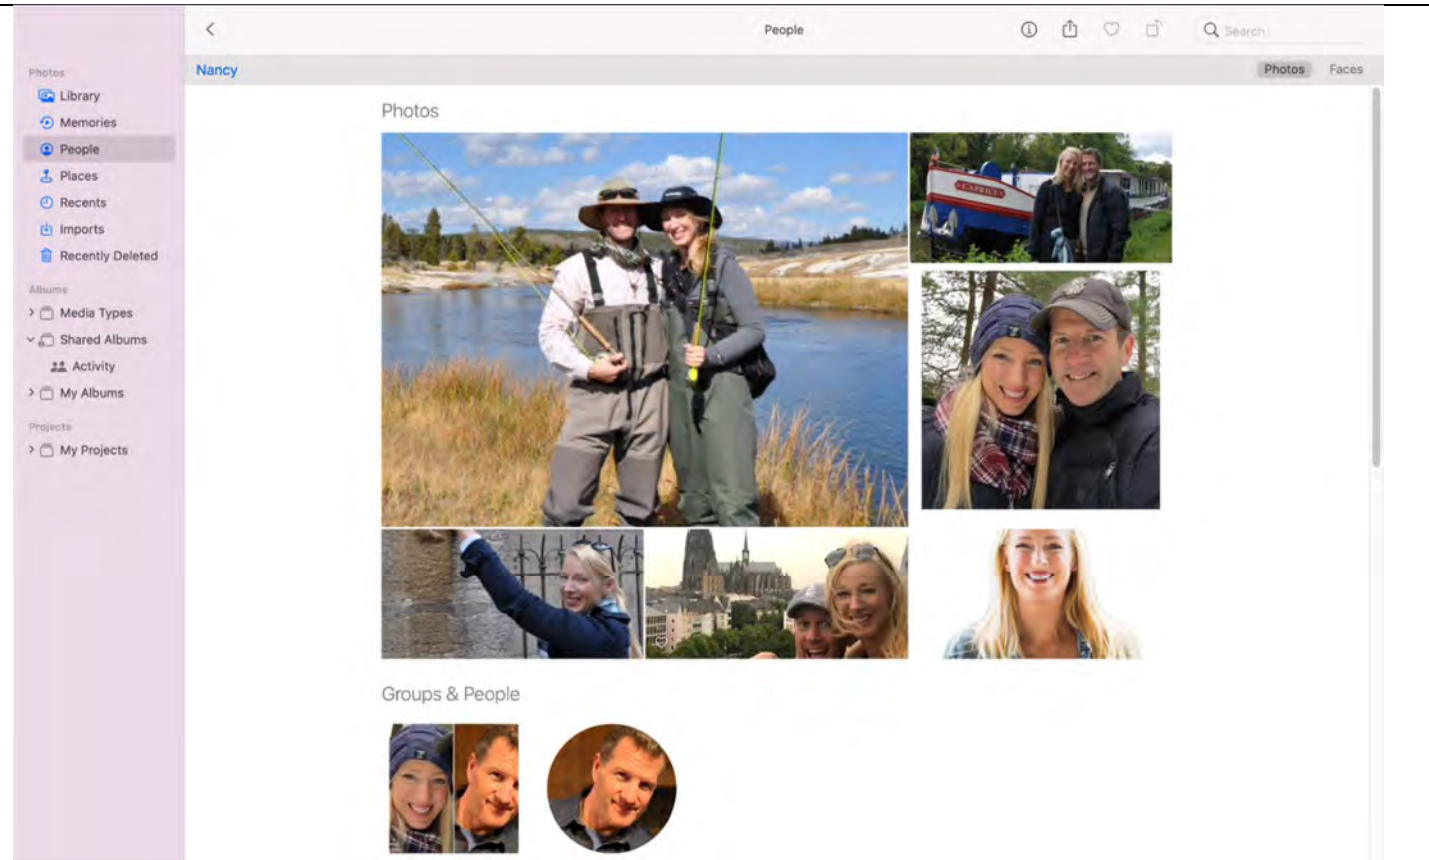 People
Search
Nancy
Photos
Faces
Photos
Library
Memories
People
Places
Recents
Imports
Recently Deleted
Albums
Media Types
Shared Albums
Activity
My Albums
Projects
My Projects
Photos
CAPRICE
Groups & People